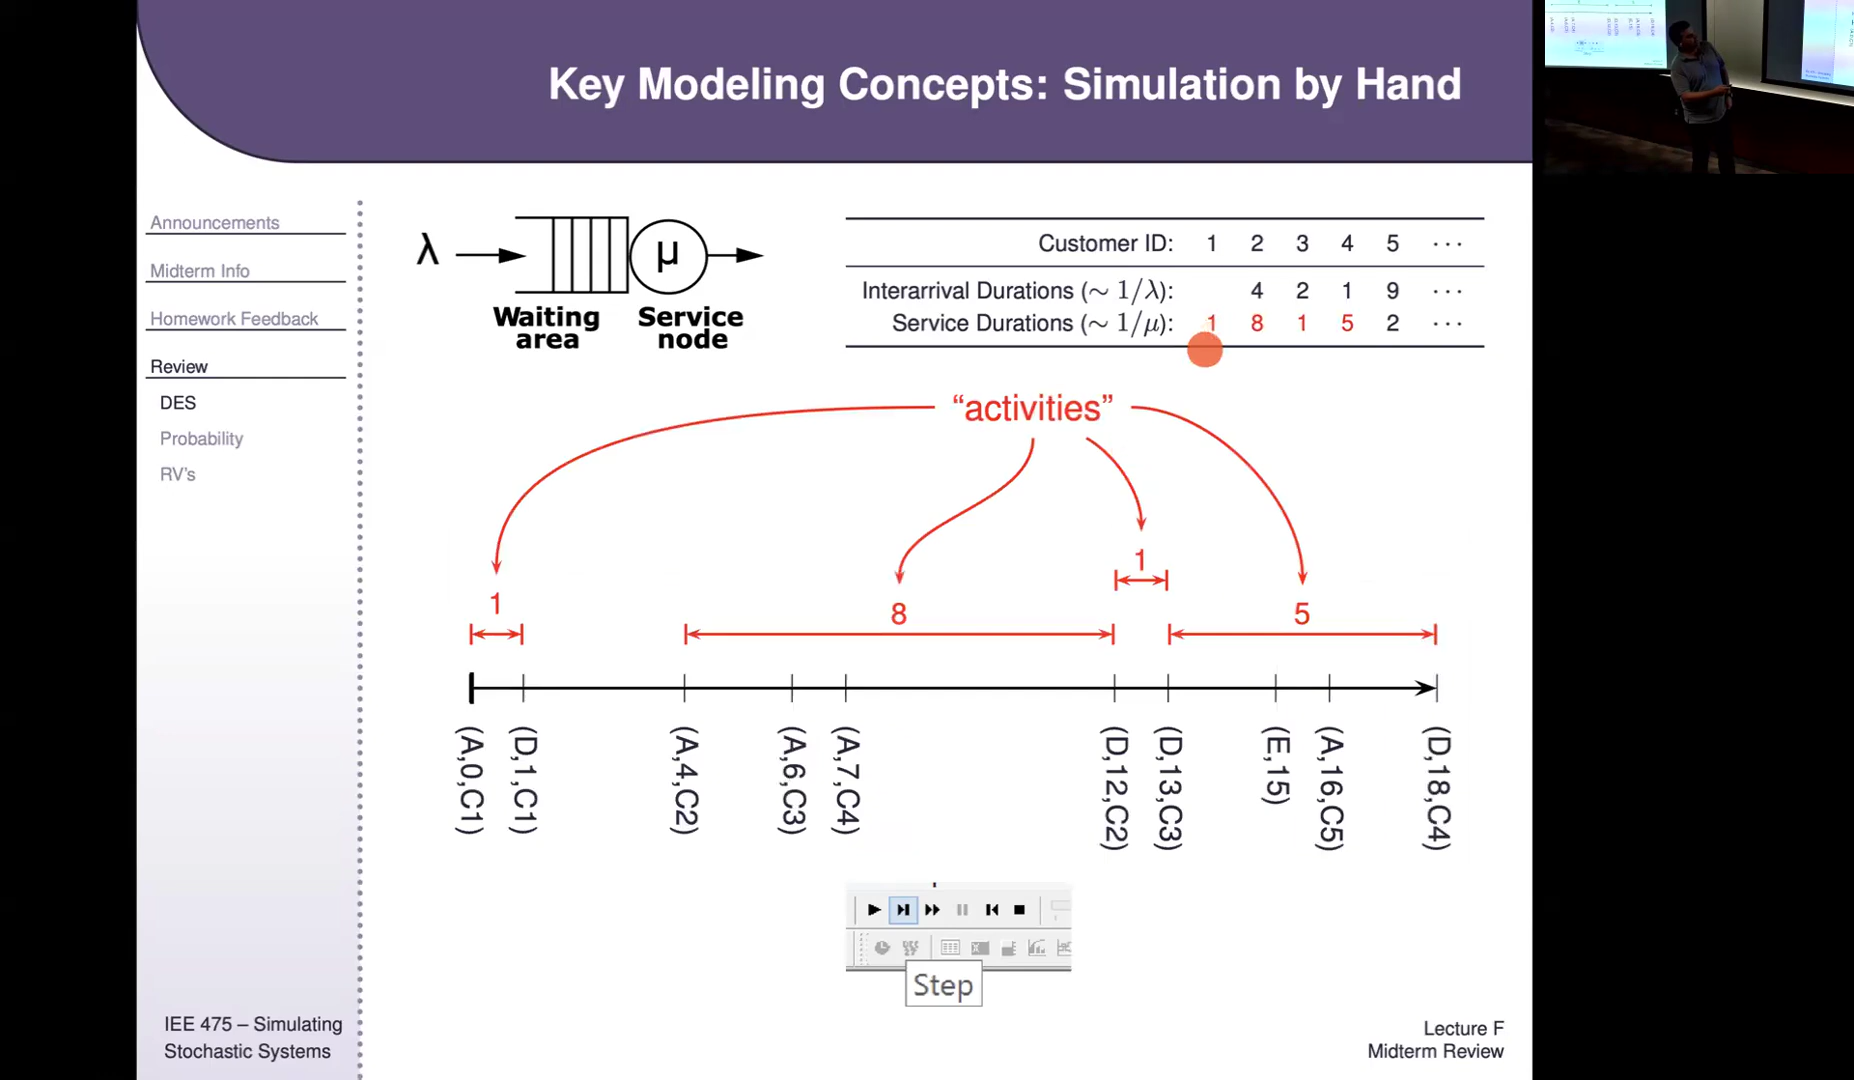 Key Modeling Concepts: Simulation by Hand
Announcements
Midterm Info
Homework Feedback
Review
DES
Probability
RV's
λ
μ
Waiting area
Service node
Customer ID: 1 2 3 4 5 ···
Interarrival Durations (∼ 1/λ): 4 2 1 9 ···
Service Durations (∼ 1/μ): 1 8 1 5 2 ···
“activities”
1
8
1
5
(A,0,C1)
(D,1,C1)
(A,4,C2)
(A,6,C3)
(A,7,C4)
(D,12,C2)
(D,13,C3)
(E,15)
(A,16,C5)
(D,18,C4)
Step
IEE 475 – Simulating
Stochastic Systems
Lecture F
Midterm Review